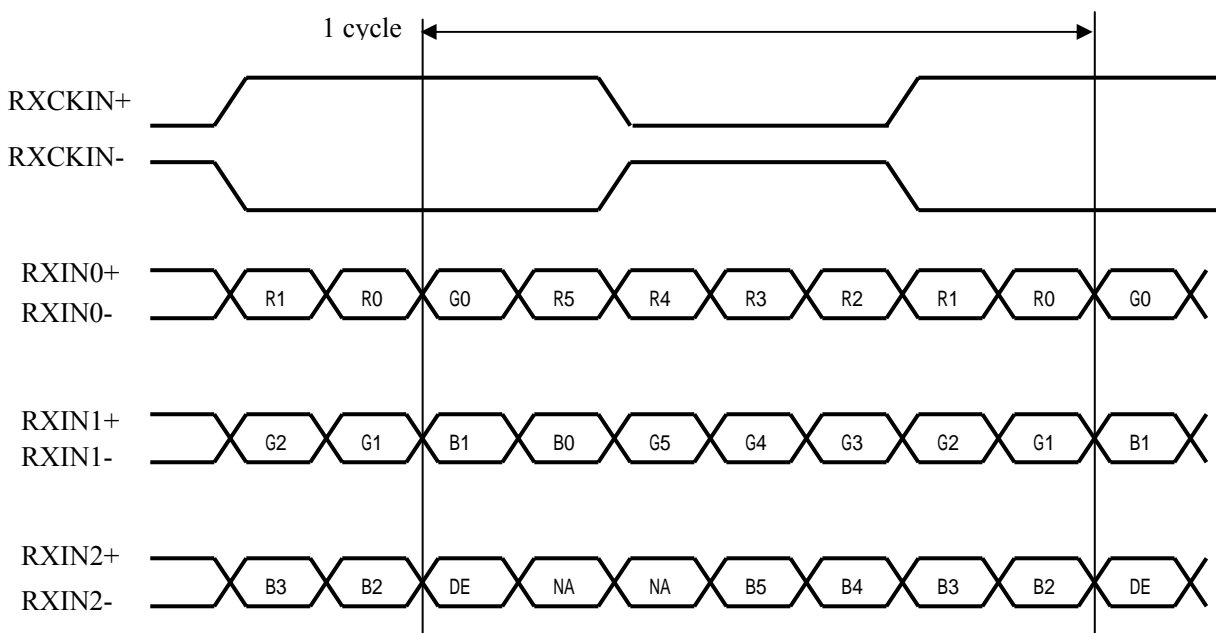 1 cycle
RXCKIN+
RXCKIN-
RXIN0+
R1 R0 G0 R5 R4 R3 R2 R1 R0 G0
RXIN0-
RXIN1+
G2 G1 B1 B0 G5 G4 G3 G2 G1 B1
RXIN1-
RXIN2+
B3 B2 DE NA NA B5 B4 B3 B2 DE
RXIN2-